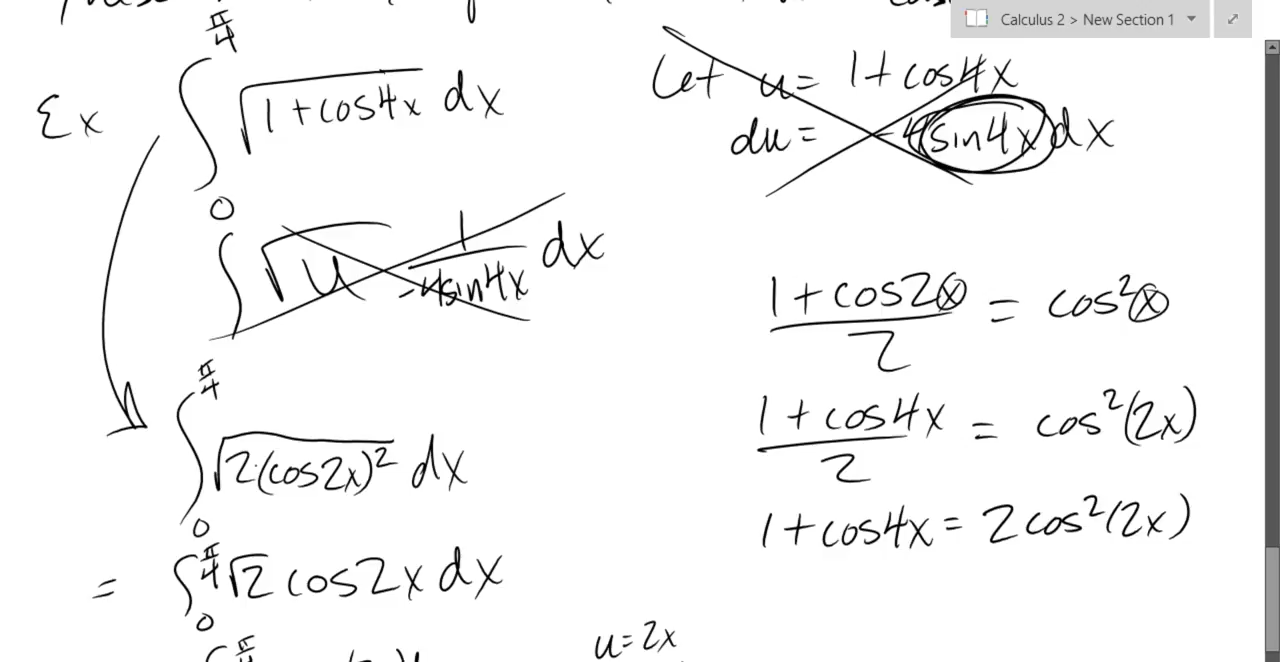 Calculus 2 > New Section 1
Ex ∫₀^(π/4) √(1 + cos4x) dx
Let u = 1 + cos4x
du = -4sin4x dx
∫ √u 1/(-4sin4x) dx
(1 + cos2x)/2 = cos²x
(1 + cos4x)/2 = cos²(2x)
1 + cos4x = 2cos²(2x)
∫₀^(π/4) √(2·(cos2x)²) dx
= ∫₀^(π/4) √2 cos2x dx
u=2x